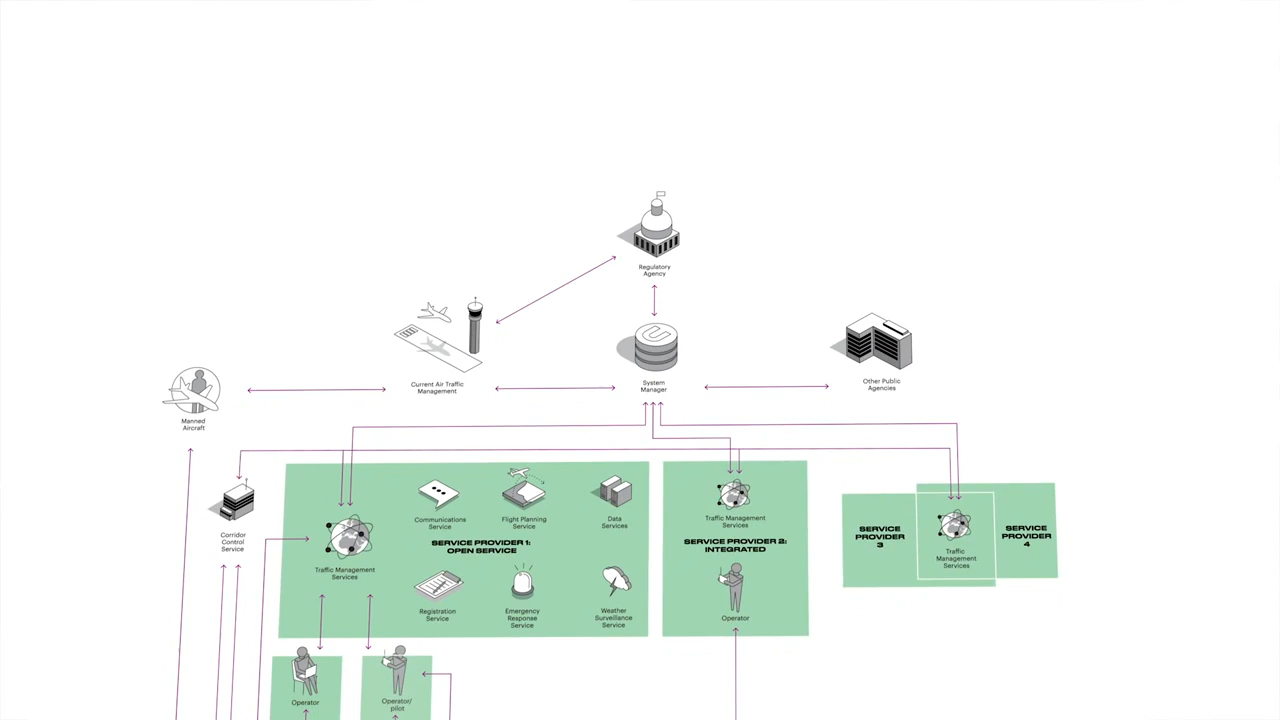 Regulatory
Agency
Current Air Traffic
Management
System
Manager
Other Public
Agencies
Manned
Aircraft
Corridor
Control
Service
Traffic Management
Services
Communications
Service
Flight Planning
Service
Data
Services
SERVICE PROVIDER 1:
OPEN SERVICE
Registration
Service
Emergency
Response
Service
Weather
Surveillance
Service
Traffic Management
Services
SERVICE PROVIDER 2:
INTEGRATED
Operator
SERVICE
PROVIDER
3
Traffic
Management
Services
SERVICE
PROVIDER
4
Operator
Operator/
pilot